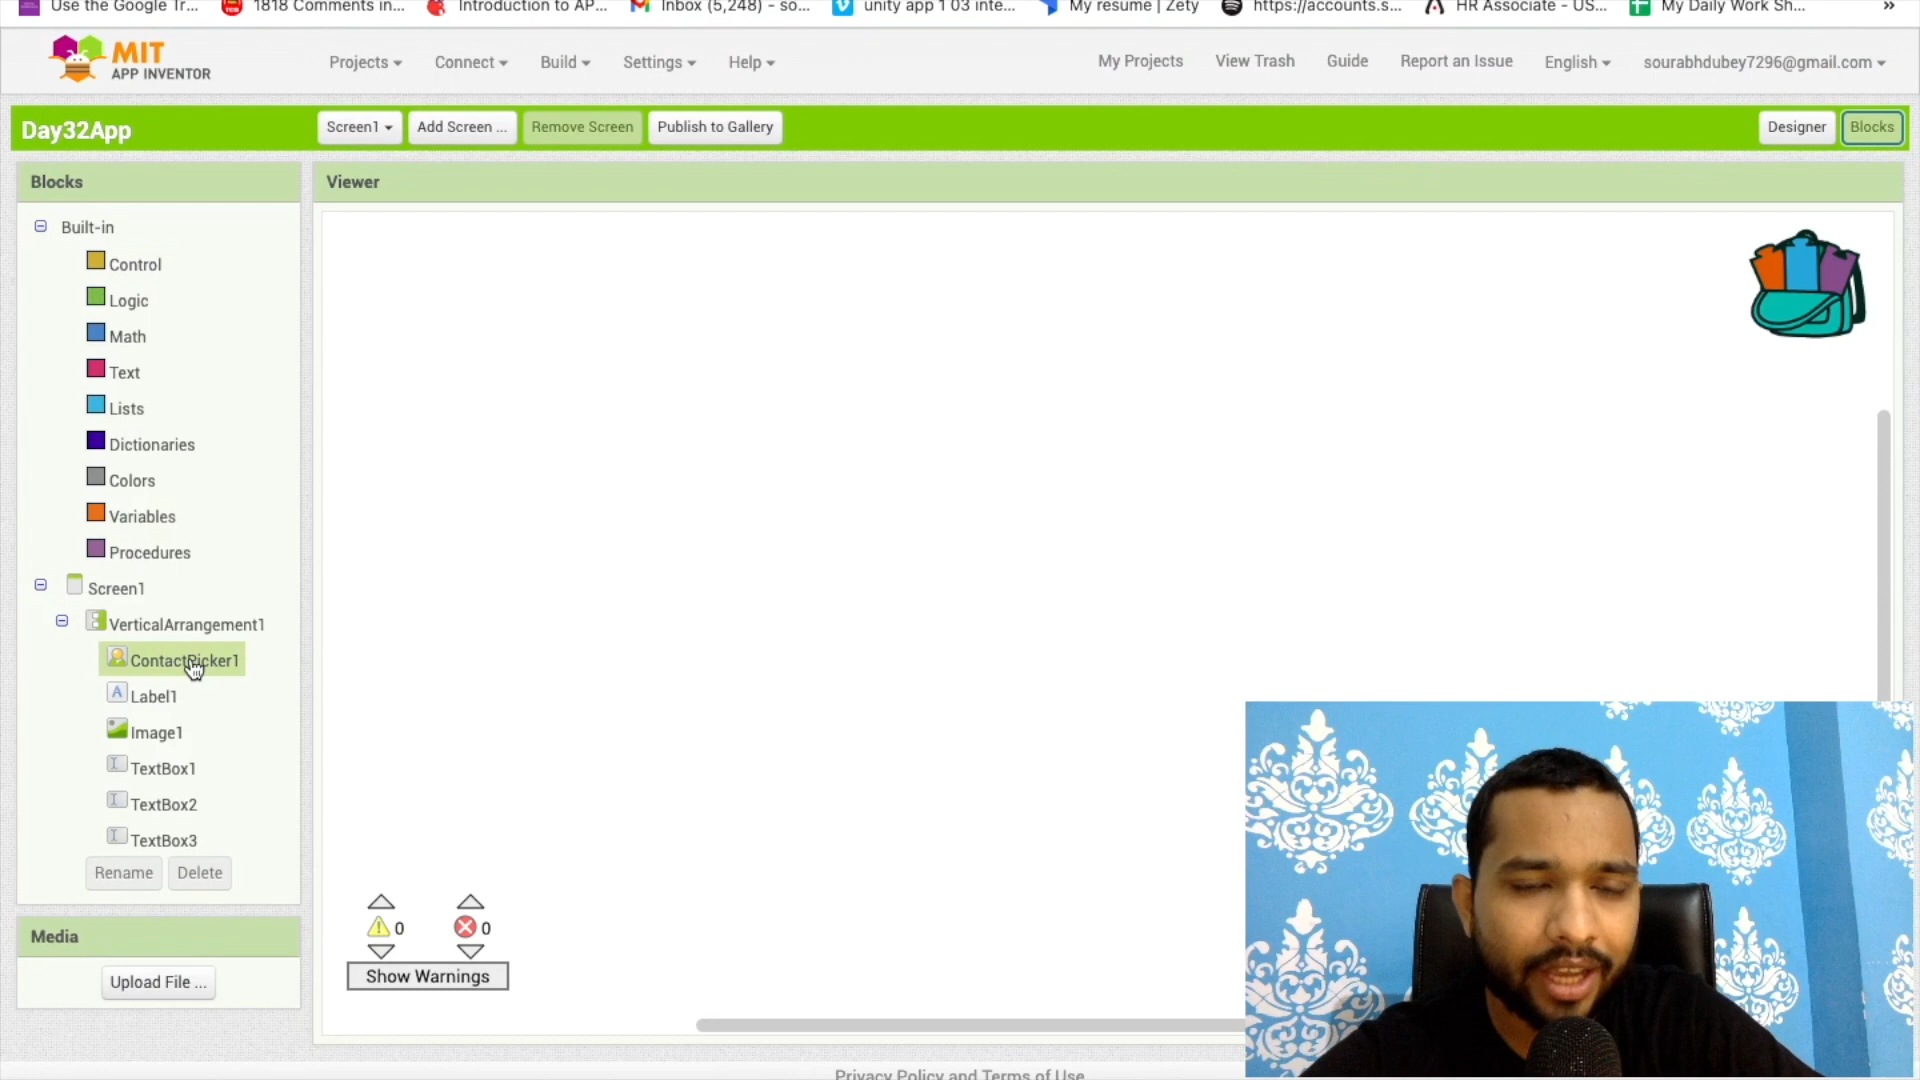 Use the Google Tr... 1818 Comments in... Introduction to AP... Inbox (5,248) - so... unity app 1 03 inte... My resume | Zety https://accounts.s... HR Associate - US... My Daily Work Sh... »
MIT
APP INVENTOR
Projects Connect Build Settings Help My Projects View Trash Guide Report an Issue English sourabhdubey7296@gmail.com
Day32App Screen1 Add Screen ... Remove Screen Publish to Gallery Designer Blocks
Blocks
Viewer
Built-in
Control
Logic
Math
Text
Lists
Dictionaries
Colors
Variables
Procedures
Screen1
VerticalArrangement1
ContactPicker1
Label1
Image1
TextBox1
TextBox2
TextBox3
Rename Delete
0 0
Show Warnings
Media
Upload File ...
Privacy Policy and Terms of Use